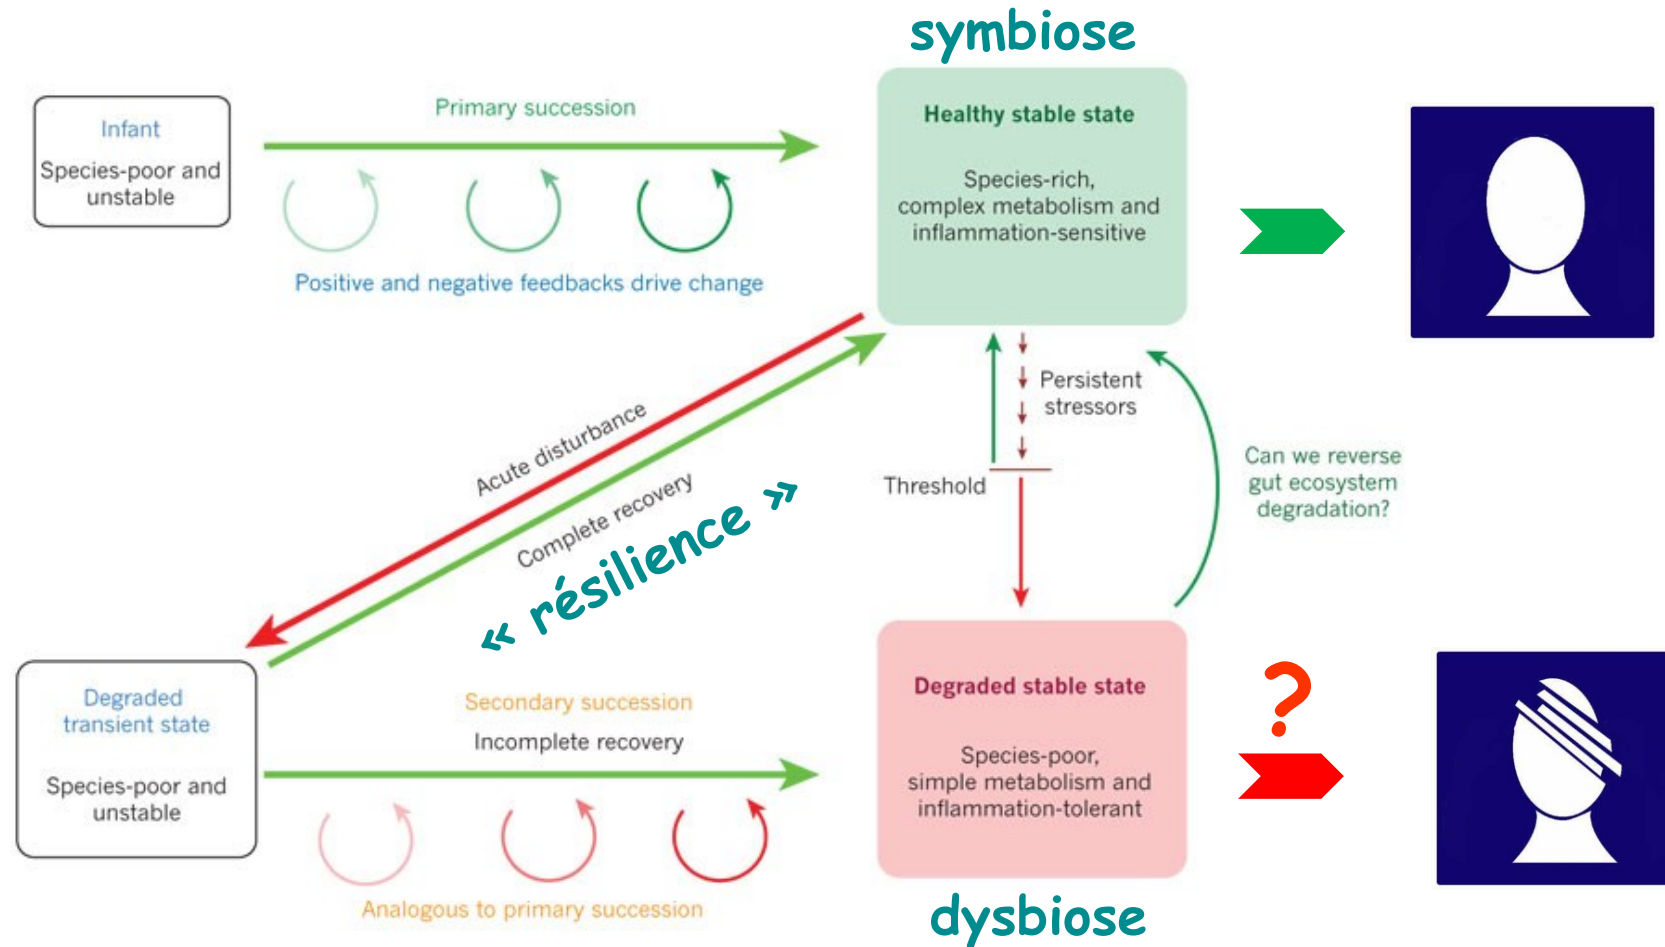 symbiose
Infant
Species-poor and
unstable
Primary succession
Positive and negative feedbacks drive change
Healthy stable state
Species-rich,
complex metabolism and
inflammation-sensitive
Acute disturbance
Complete recovery
« résilience »
Persistent
stressors
Threshold
Can we reverse
gut ecosystem
degradation?
Degraded
transient state
Species-poor and
unstable
Secondary succession
Incomplete recovery
Analogous to primary succession
Degraded stable state
Species-poor,
simple metabolism and
inflammation-tolerant
?
dysbiose